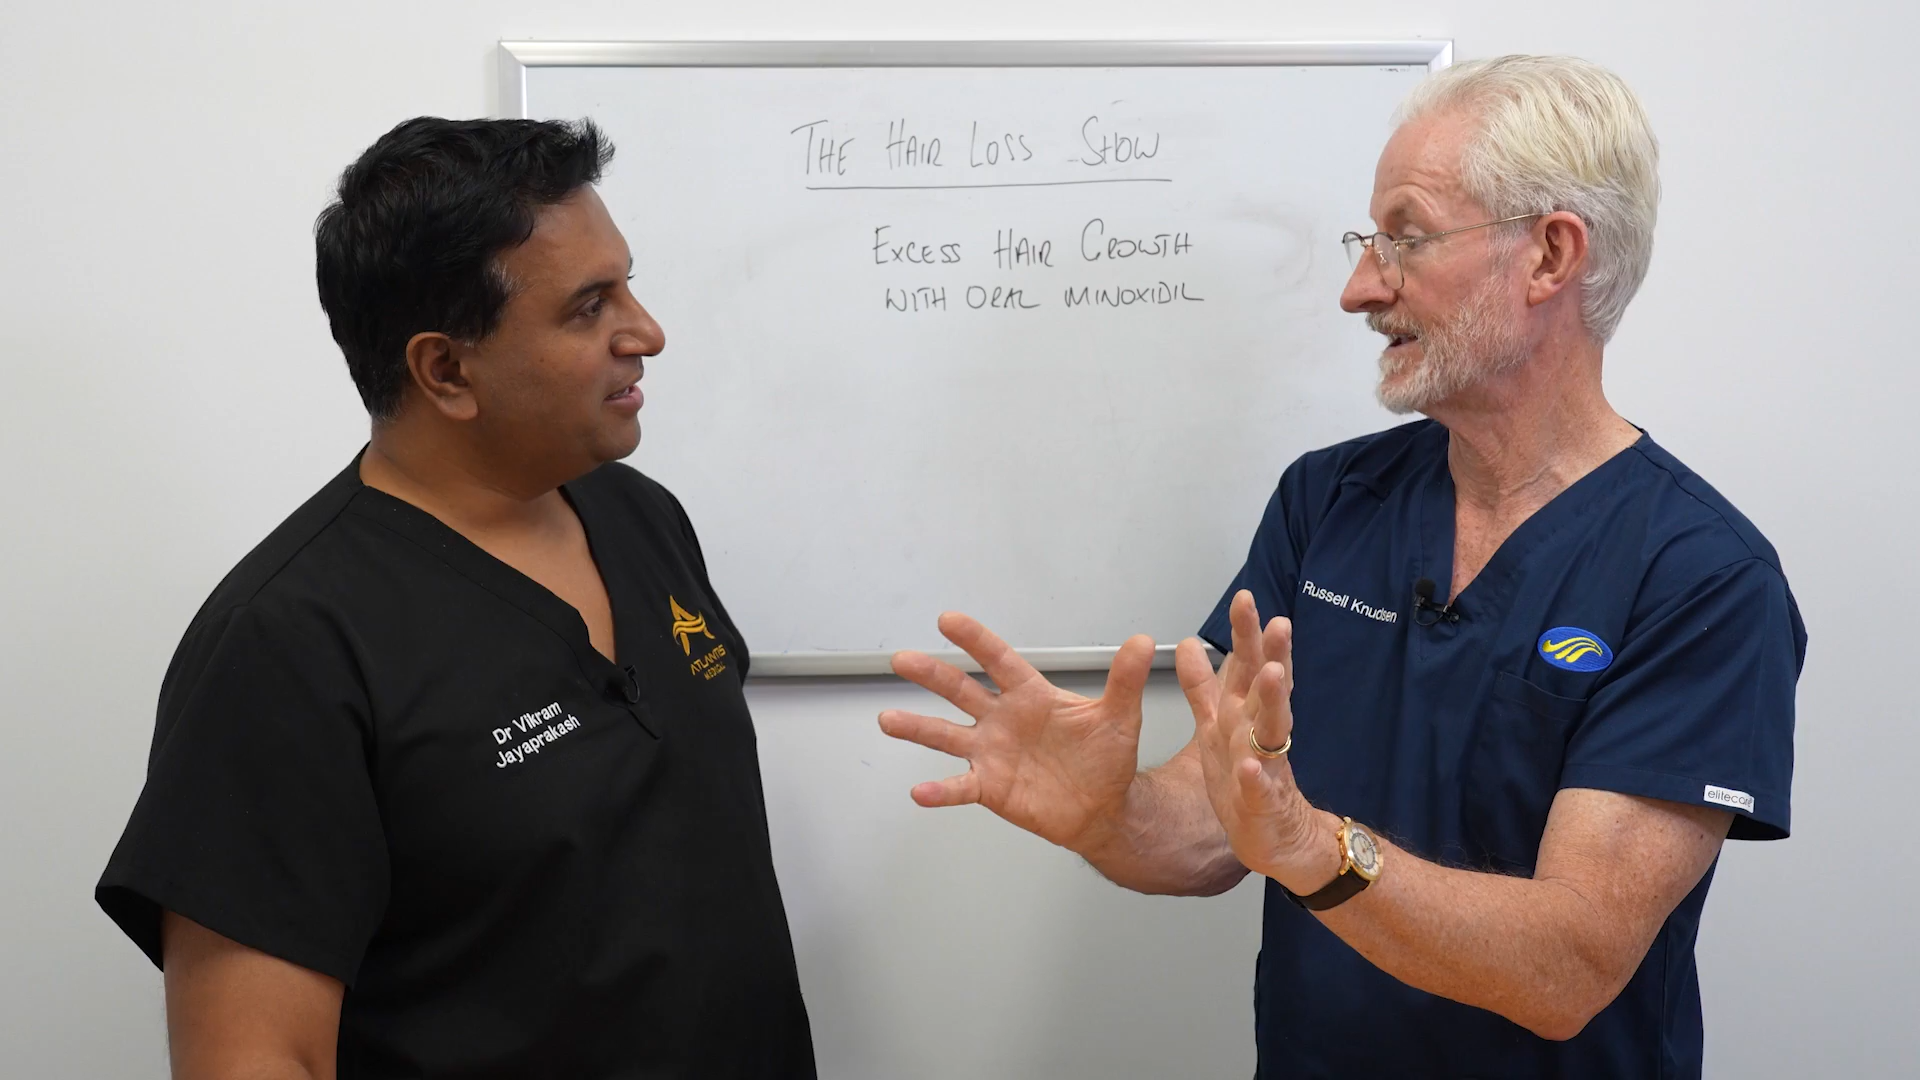 THE HAIR LOSS SHOW
EXCESS HAIR GROWTH
WITH ORAL MINOXIDIL
Dr Vikram
Jayaprakash
ATLANTIS
MEDICAL
Russell Knudsen
elitecare